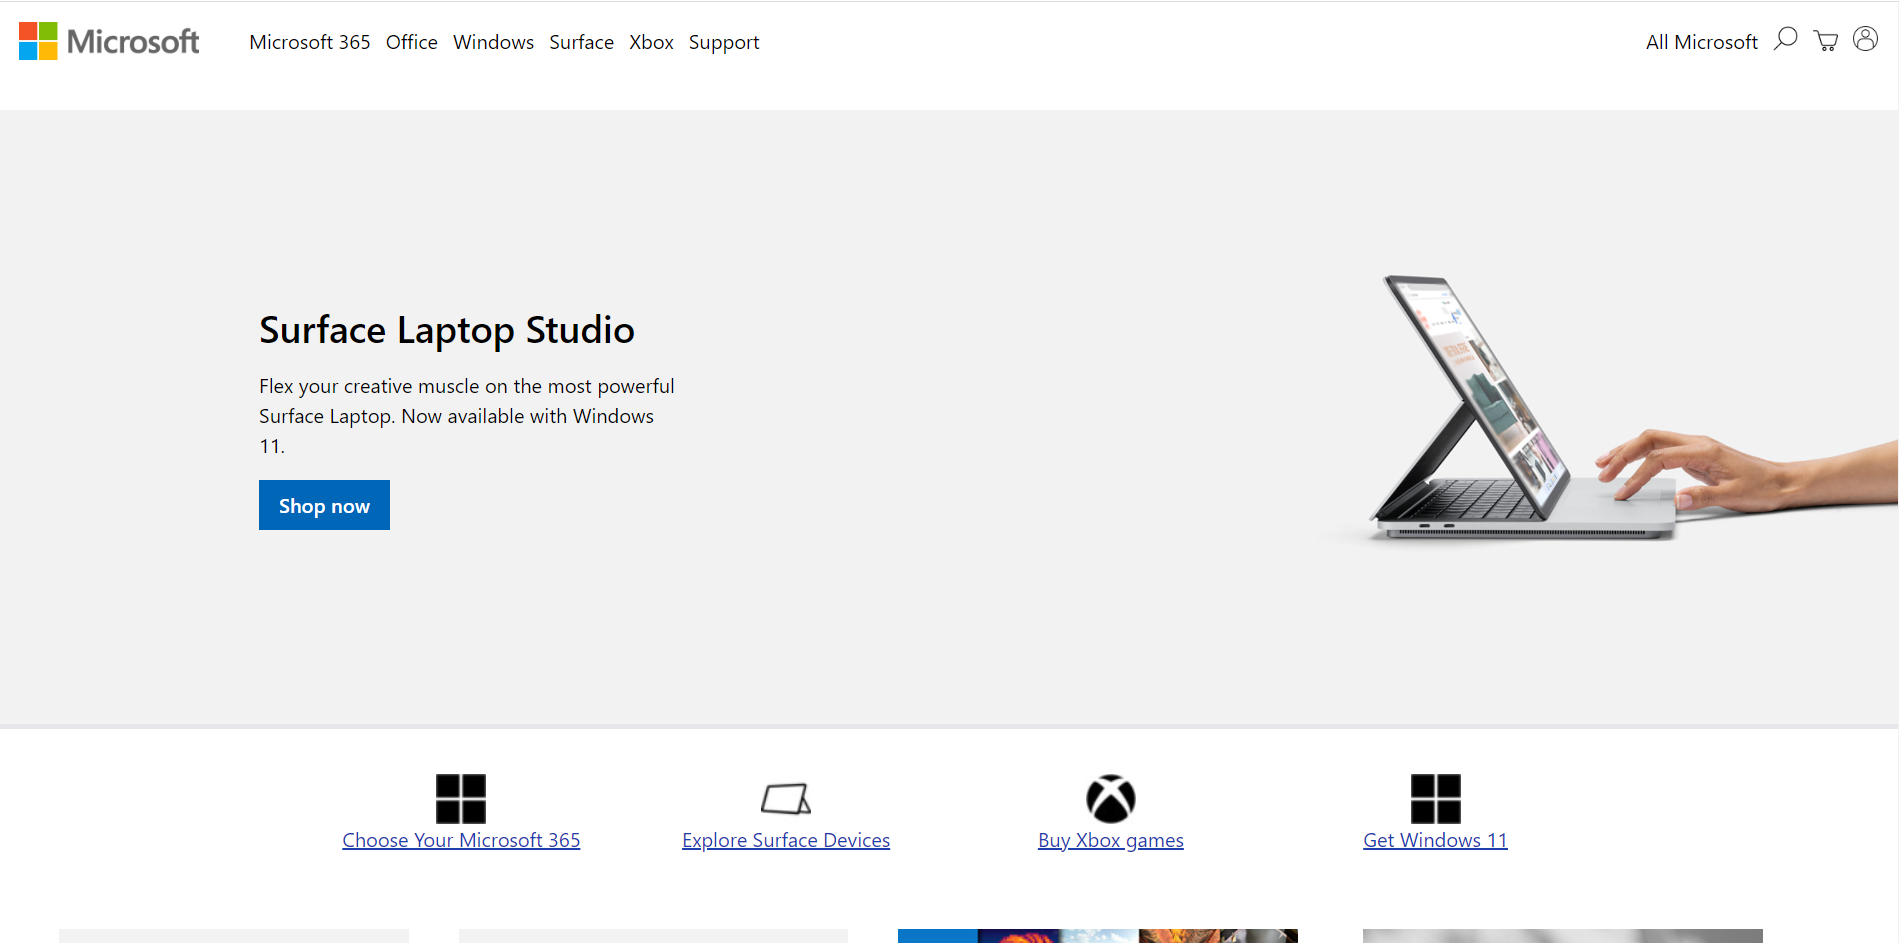 Microsoft
Microsoft 365 Office Windows Surface Xbox Support
All Microsoft
Surface Laptop Studio
Flex your creative muscle on the most powerful
Surface Laptop. Now available with Windows
11.
Shop now
Choose Your Microsoft 365
Explore Surface Devices
Buy Xbox games
Get Windows 11